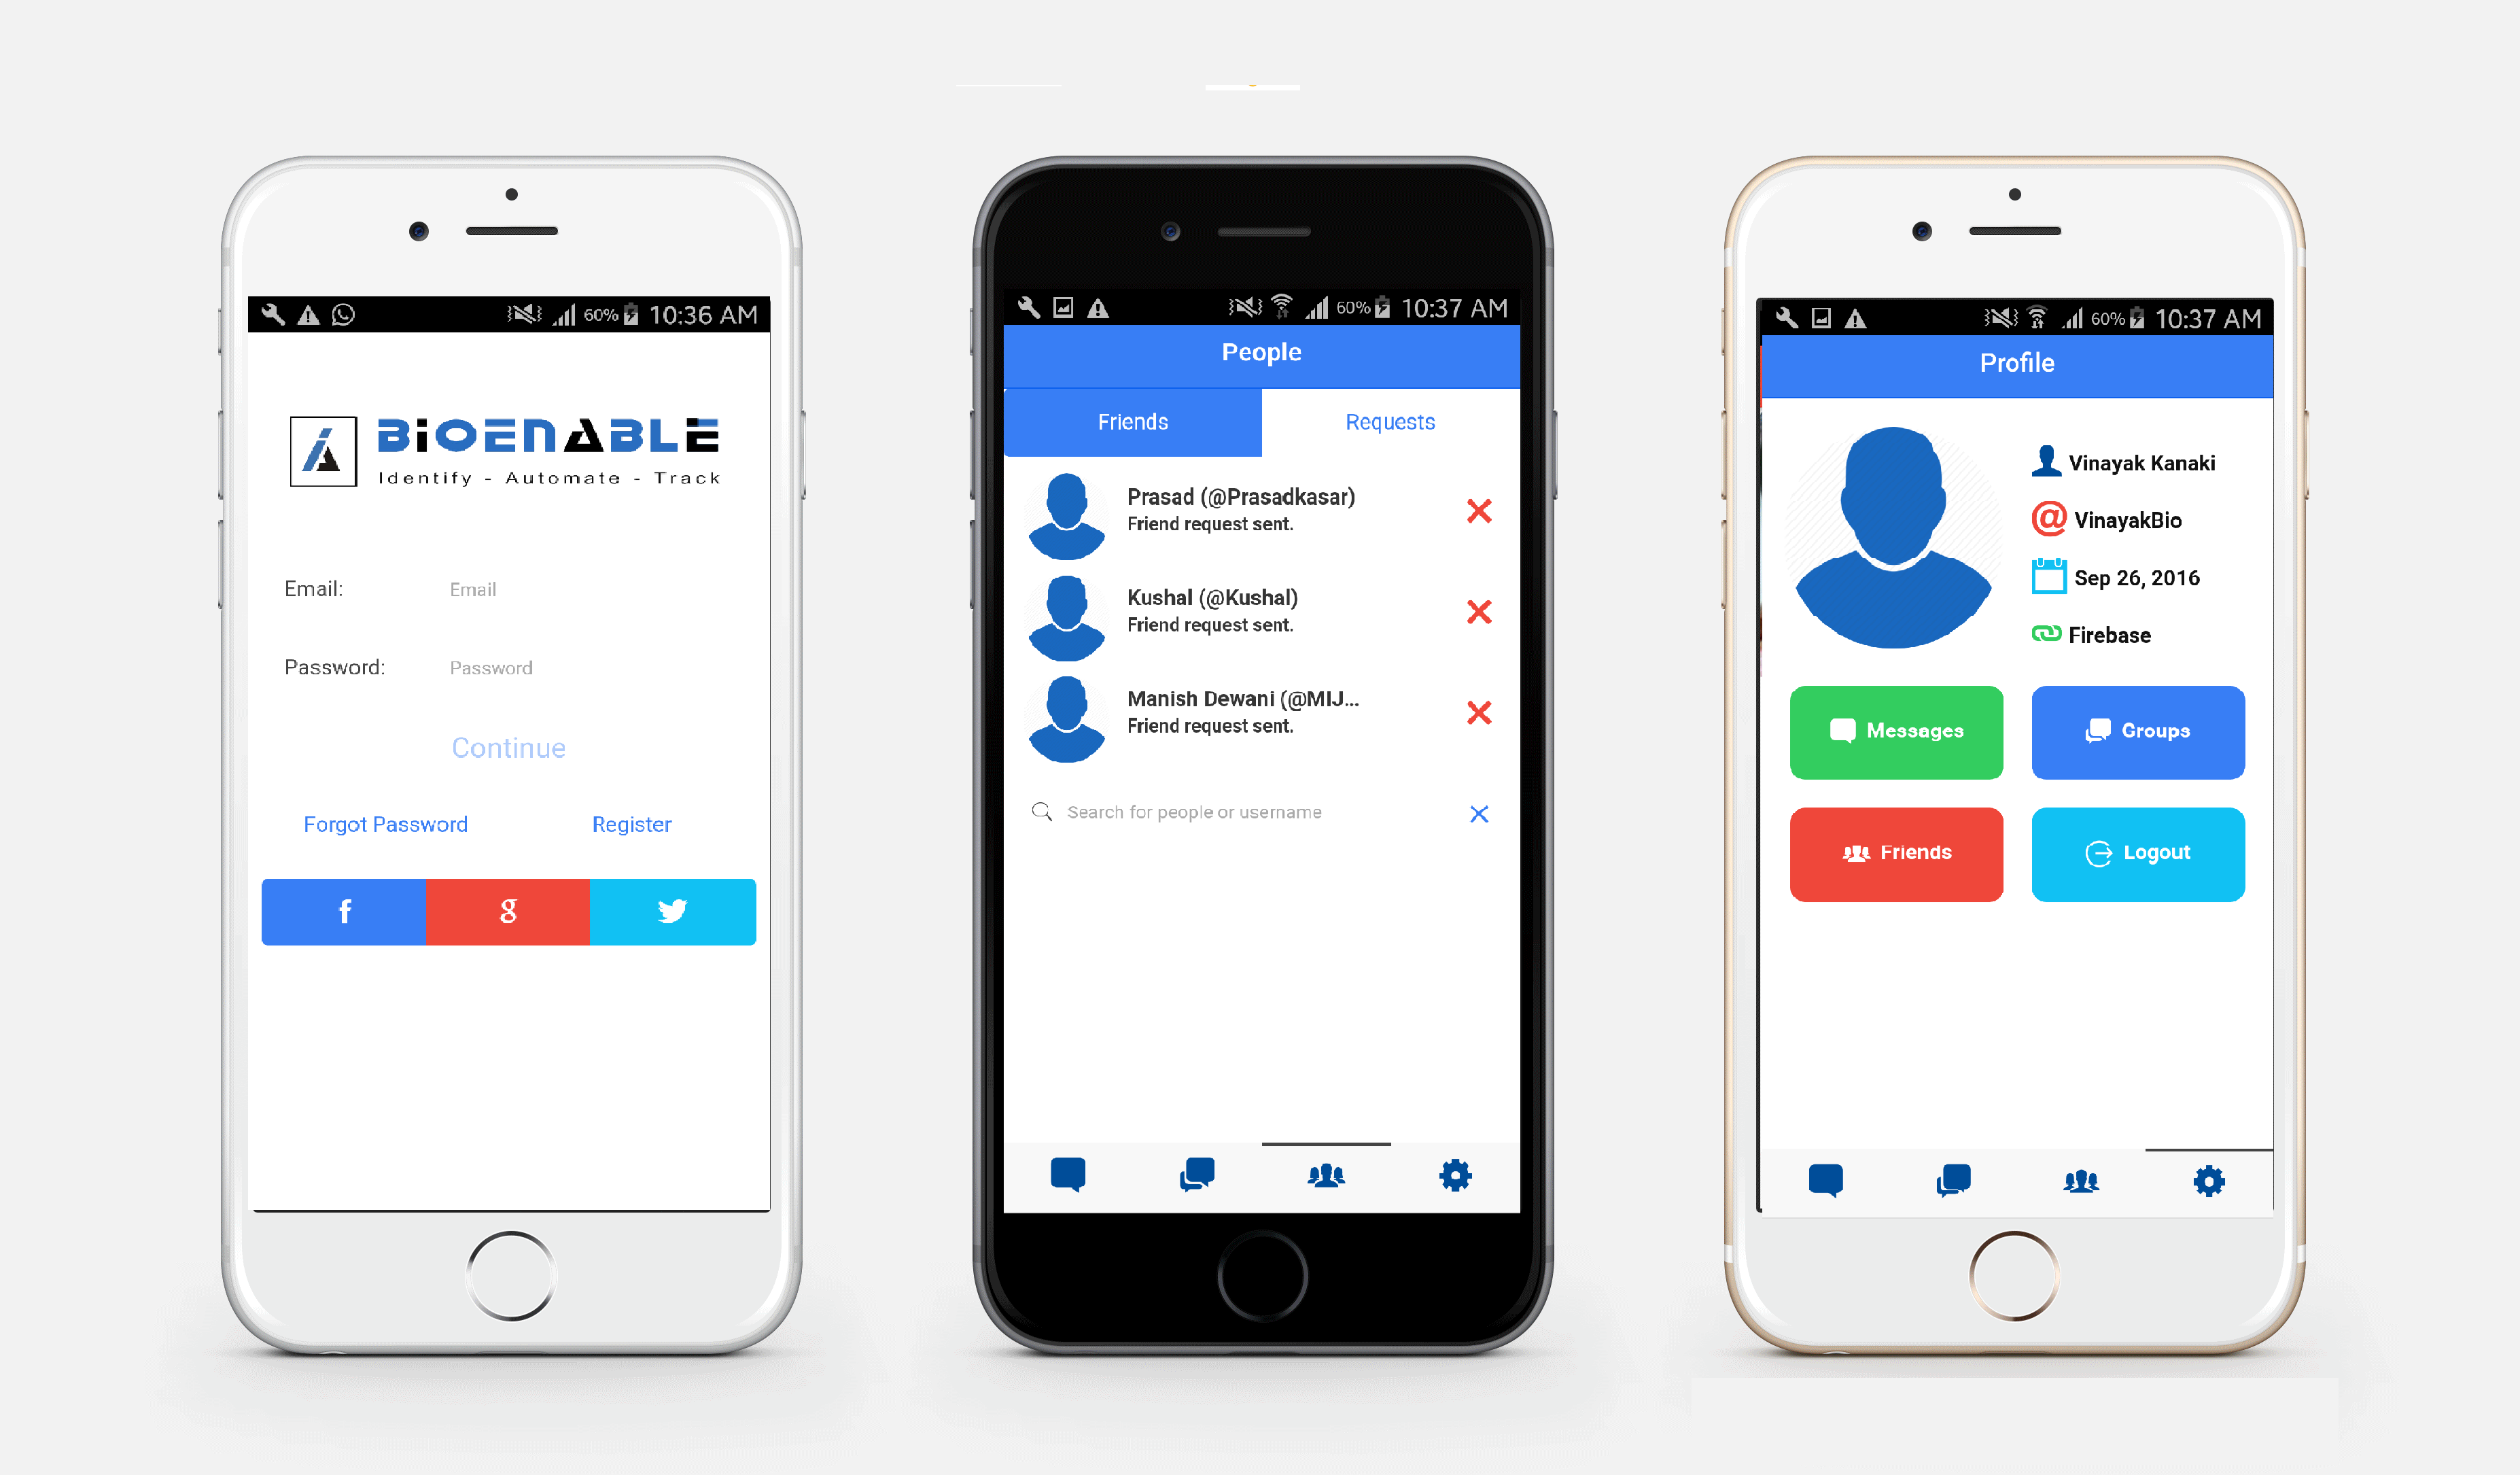 60% 10:36 AM
BiOENABLE
Identify - Automate - Track
Email: Email
Password: Password
Continue
Forgot Password Register
f g
60% 10:37 AM
People
Friends Requests
Prasad (@Prasadkasar)
Friend request sent.
Kushal (@Kushal)
Friend request sent.
Manish Dewani (@MIJ...
Friend request sent.
Search for people or username
60% 10:37 AM
Profile
Vinayak Kanaki
@ VinayakBio
Sep 26, 2016
Firebase
Messages Groups
Friends Logout